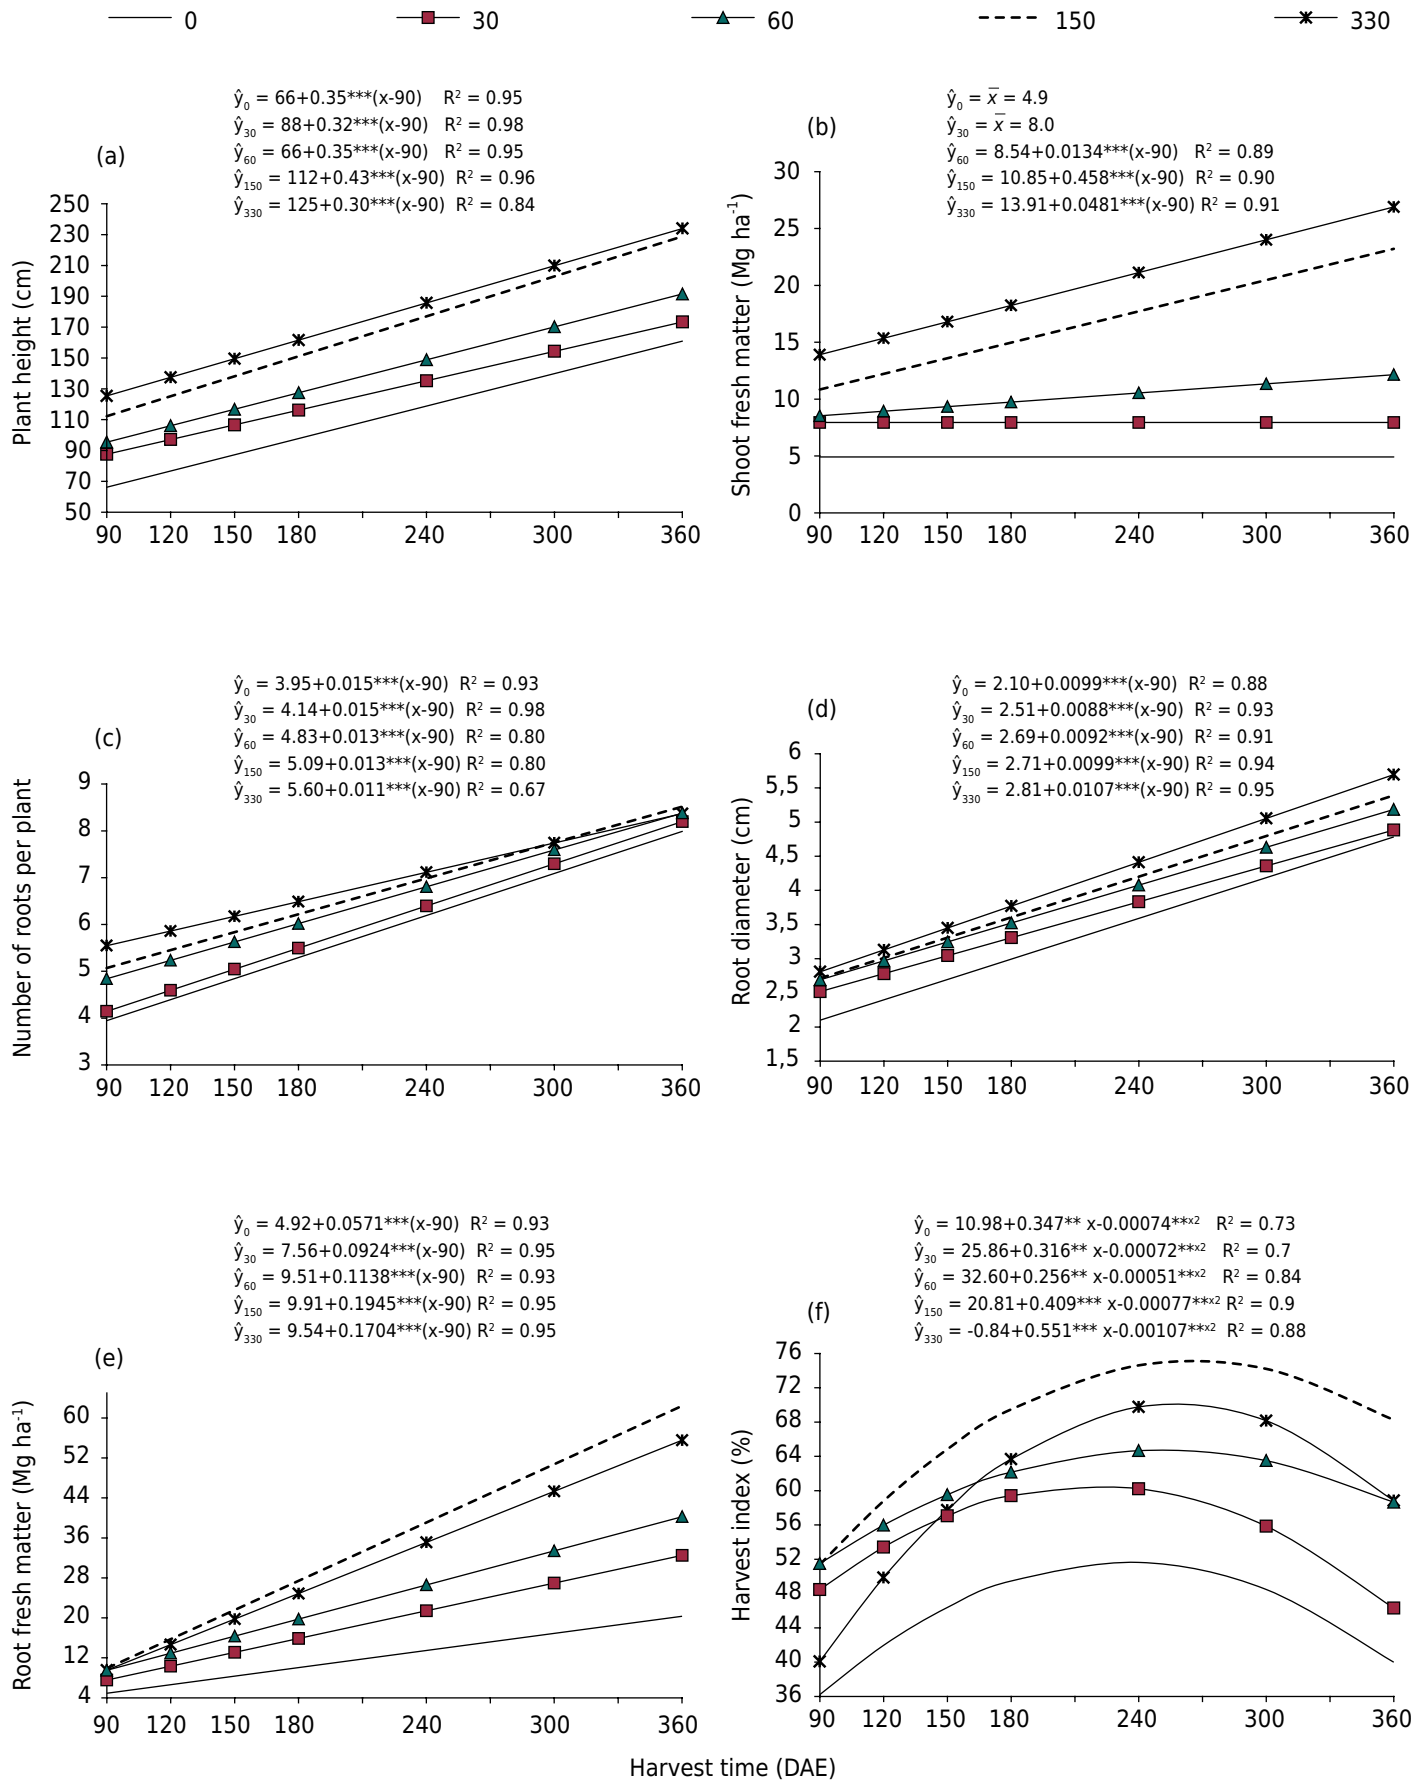 0 30 60 150 330
(a)
ŷ0 = 66+0.35***(x-90) R² = 0.95
ŷ30 = 88+0.32***(x-90) R² = 0.98
ŷ60 = 66+0.35***(x-90) R² = 0.95
ŷ150 = 112+0.43***(x-90) R² = 0.96
ŷ330 = 125+0.30***(x-90) R² = 0.84
Plant height (cm)
250
230
210
190
170
150
130
110
90
70
50
90 120 150 180 240 300 360
(b)
ŷ0 = x̄ = 4.9
ŷ30 = x̄ = 8.0
ŷ60 = 8.54+0.0134***(x-90) R² = 0.89
ŷ150 = 10.85+0.458***(x-90) R² = 0.90
ŷ330 = 13.91+0.0481***(x-90) R² = 0.91
Shoot fresh matter (Mg ha⁻¹)
30
25
20
15
10
5
0
90 120 150 180 240 300 360
(c)
ŷ0 = 3.95+0.015***(x-90) R² = 0.93
ŷ30 = 4.14+0.015***(x-90) R² = 0.98
ŷ60 = 4.83+0.013***(x-90) R² = 0.80
ŷ150 = 5.09+0.013***(x-90) R² = 0.80
ŷ330 = 5.60+0.011***(x-90) R² = 0.67
Number of roots per plant
9
8
7
6
5
4
3
90 120 150 180 240 300 360
(d)
ŷ0 = 2.10+0.0099***(x-90) R² = 0.88
ŷ30 = 2.51+0.0088***(x-90) R² = 0.93
ŷ60 = 2.69+0.0092***(x-90) R² = 0.91
ŷ150 = 2.71+0.0099***(x-90) R² = 0.94
ŷ330 = 2.81+0.0107***(x-90) R² = 0.95
Root diameter (cm)
6
5,5
5
4,5
4
3,5
3
2,5
2
1,5
90 120 150 180 240 300 360
(e)
ŷ0 = 4.92+0.0571***(x-90) R² = 0.93
ŷ30 = 7.56+0.0924***(x-90) R² = 0.95
ŷ60 = 9.51+0.1138***(x-90) R² = 0.93
ŷ150 = 9.91+0.1945***(x-90) R² = 0.95
ŷ330 = 9.54+0.1704***(x-90) R² = 0.95
Root fresh matter (Mg ha⁻¹)
60
52
44
36
28
20
12
4
90 120 150 180 240 300 360
(f)
ŷ0 = 10.98+0.347** x-0.00074**x2 R² = 0.73
ŷ30 = 25.86+0.316** x-0.00072**x2 R² = 0.7
ŷ60 = 32.60+0.256** x-0.00051**x2 R² = 0.84
ŷ150 = 20.81+0.409*** x-0.00077**x2 R² = 0.9
ŷ330 = -0.84+0.551*** x-0.00107**x2 R² = 0.88
Harvest index (%)
76
72
68
64
60
56
52
48
44
40
36
90 120 150 180 240 300 360
Harvest time (DAE)